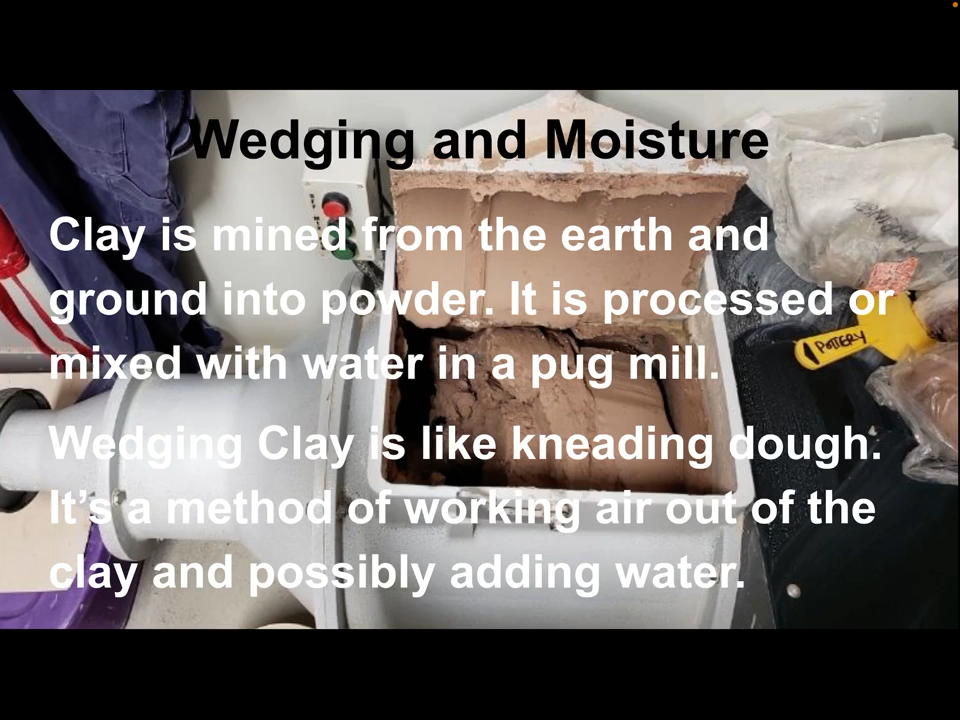 Wedging and Moisture
Clay is mined from the earth and
ground into powder. It is processed or
mixed with water in a pug mill.
Wedging Clay is like kneading dough.
It’s a method of working air out of the
clay and possibly adding water.
POTTERY